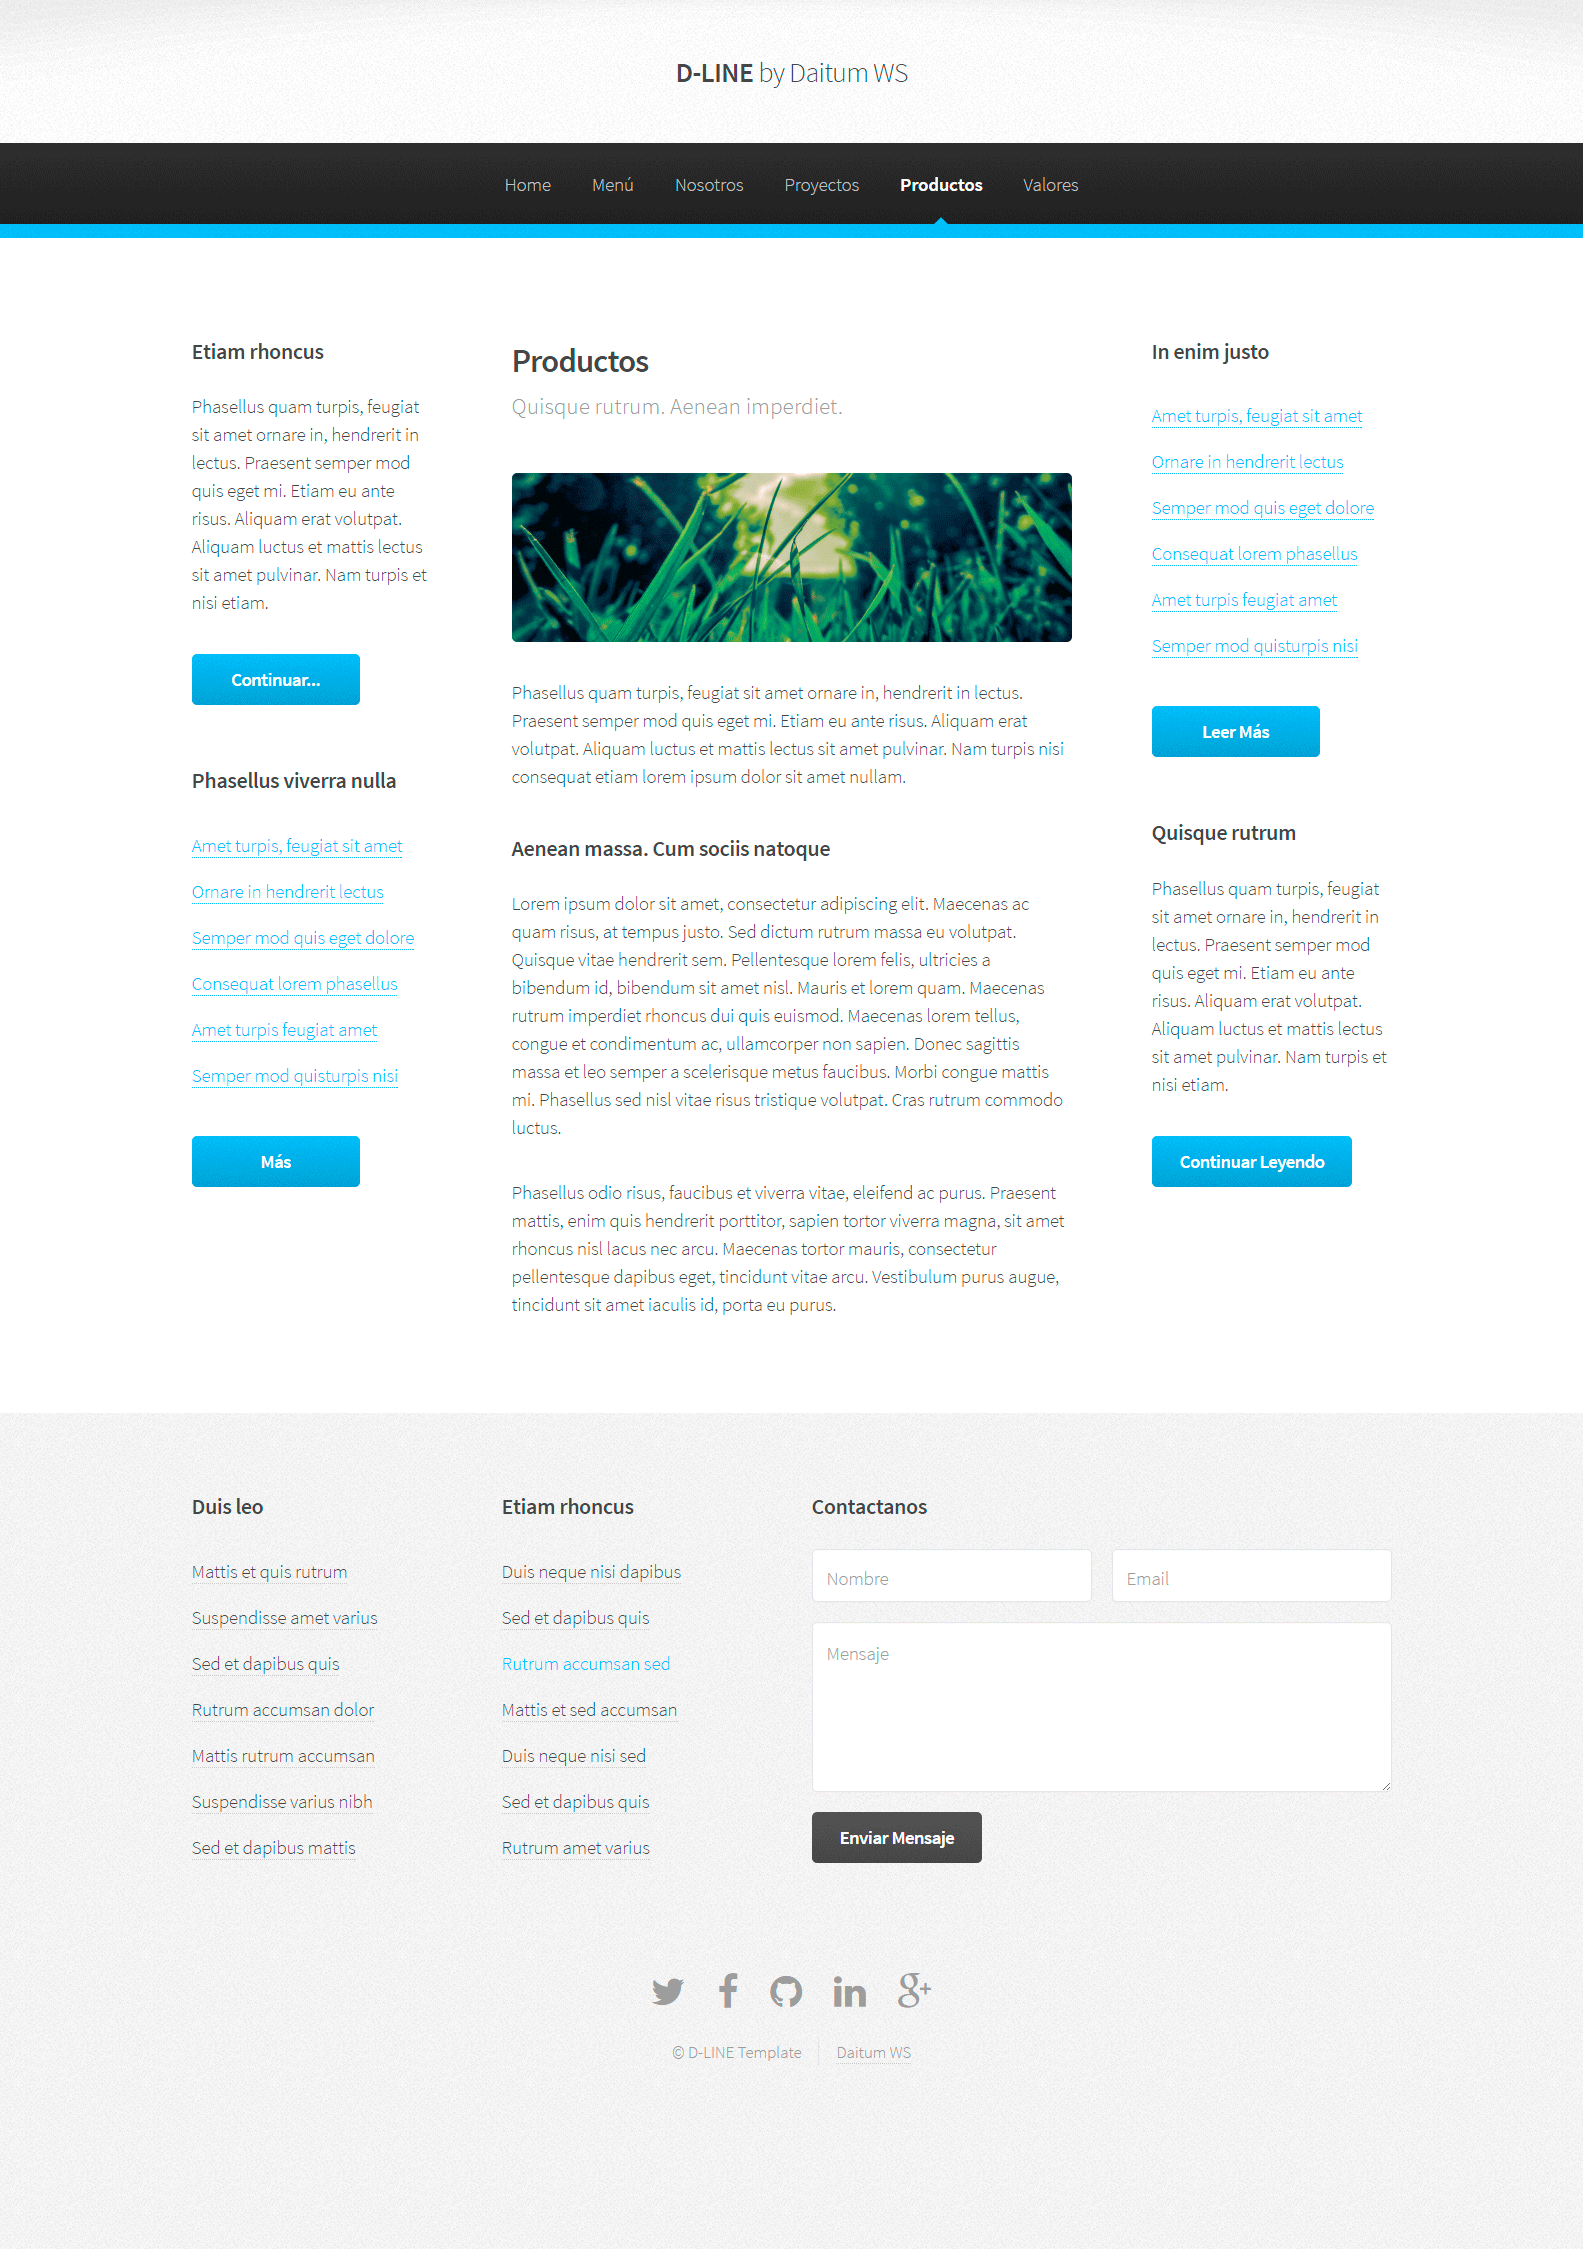 D-LINE by Daitum WS
Home Menú Nosotros Proyectos Productos Valores
Etiam rhoncus
Phasellus quam turpis, feugiat
sit amet ornare in, hendrerit in
lectus. Praesent semper mod
quis eget mi. Etiam eu ante
risus. Aliquam erat volutpat.
Aliquam luctus et mattis lectus
sit amet pulvinar. Nam turpis et
nisi etiam.
Continuar...
Phasellus viverra nulla
Amet turpis, feugiat sit amet
Ornare in hendrerit lectus
Semper mod quis eget dolore
Consequat lorem phasellus
Amet turpis feugiat amet
Semper mod quisturpis nisi
Más
Productos
Quisque rutrum. Aenean imperdiet.
Phasellus quam turpis, feugiat sit amet ornare in, hendrerit in lectus.
Praesent semper mod quis eget mi. Etiam eu ante risus. Aliquam erat
volutpat. Aliquam luctus et mattis lectus sit amet pulvinar. Nam turpis nisi
consequat etiam lorem ipsum dolor sit amet nullam.
Aenean massa. Cum sociis natoque
Lorem ipsum dolor sit amet, consectetur adipiscing elit. Maecenas ac
quam risus, at tempus justo. Sed dictum rutrum massa eu volutpat.
Quisque vitae hendrerit sem. Pellentesque lorem felis, ultricies a
bibendum id, bibendum sit amet nisl. Mauris et lorem quam. Maecenas
rutrum imperdiet rhoncus dui quis euismod. Maecenas lorem tellus,
congue et condimentum ac, ullamcorper non sapien. Donec sagittis
massa et leo semper a scelerisque metus faucibus. Morbi congue mattis
mi. Phasellus sed nisl vitae risus tristique volutpat. Cras rutrum commodo
luctus.
Phasellus odio risus, faucibus et viverra vitae, eleifend ac purus. Praesent
mattis, enim quis hendrerit porttitor, sapien tortor viverra magna, sit amet
rhoncus nisl lacus nec arcu. Maecenas tortor mauris, consectetur
pellentesque dapibus eget, tincidunt vitae arcu. Vestibulum purus augue,
tincidunt sit amet iaculis id, porta eu purus.
In enim justo
Amet turpis, feugiat sit amet
Ornare in hendrerit lectus
Semper mod quis eget dolore
Consequat lorem phasellus
Amet turpis feugiat amet
Semper mod quisturpis nisi
Leer Más
Quisque rutrum
Phasellus quam turpis, feugiat
sit amet ornare in, hendrerit in
lectus. Praesent semper mod
quis eget mi. Etiam eu ante
risus. Aliquam erat volutpat.
Aliquam luctus et mattis lectus
sit amet pulvinar. Nam turpis et
nisi etiam.
Continuar Leyendo
Duis leo
Mattis et quis rutrum
Suspendisse amet varius
Sed et dapibus quis
Rutrum accumsan dolor
Mattis rutrum accumsan
Suspendisse varius nibh
Sed et dapibus mattis
Etiam rhoncus
Duis neque nisi dapibus
Sed et dapibus quis
Rutrum accumsan sed
Mattis et sed accumsan
Duis neque nisi sed
Sed et dapibus quis
Rutrum amet varius
Contactanos
Nombre
Email
Mensaje
Enviar Mensaje
© D-LINE Template Daitum WS